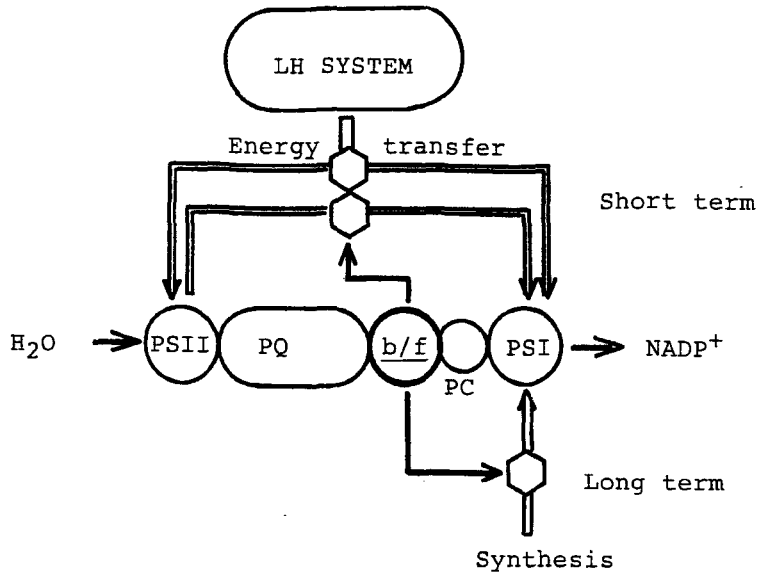 LH SYSTEM
Energy transfer
Short term
H₂O PSII PQ b/f PSI NADP⁺
PC
Long term
Synthesis